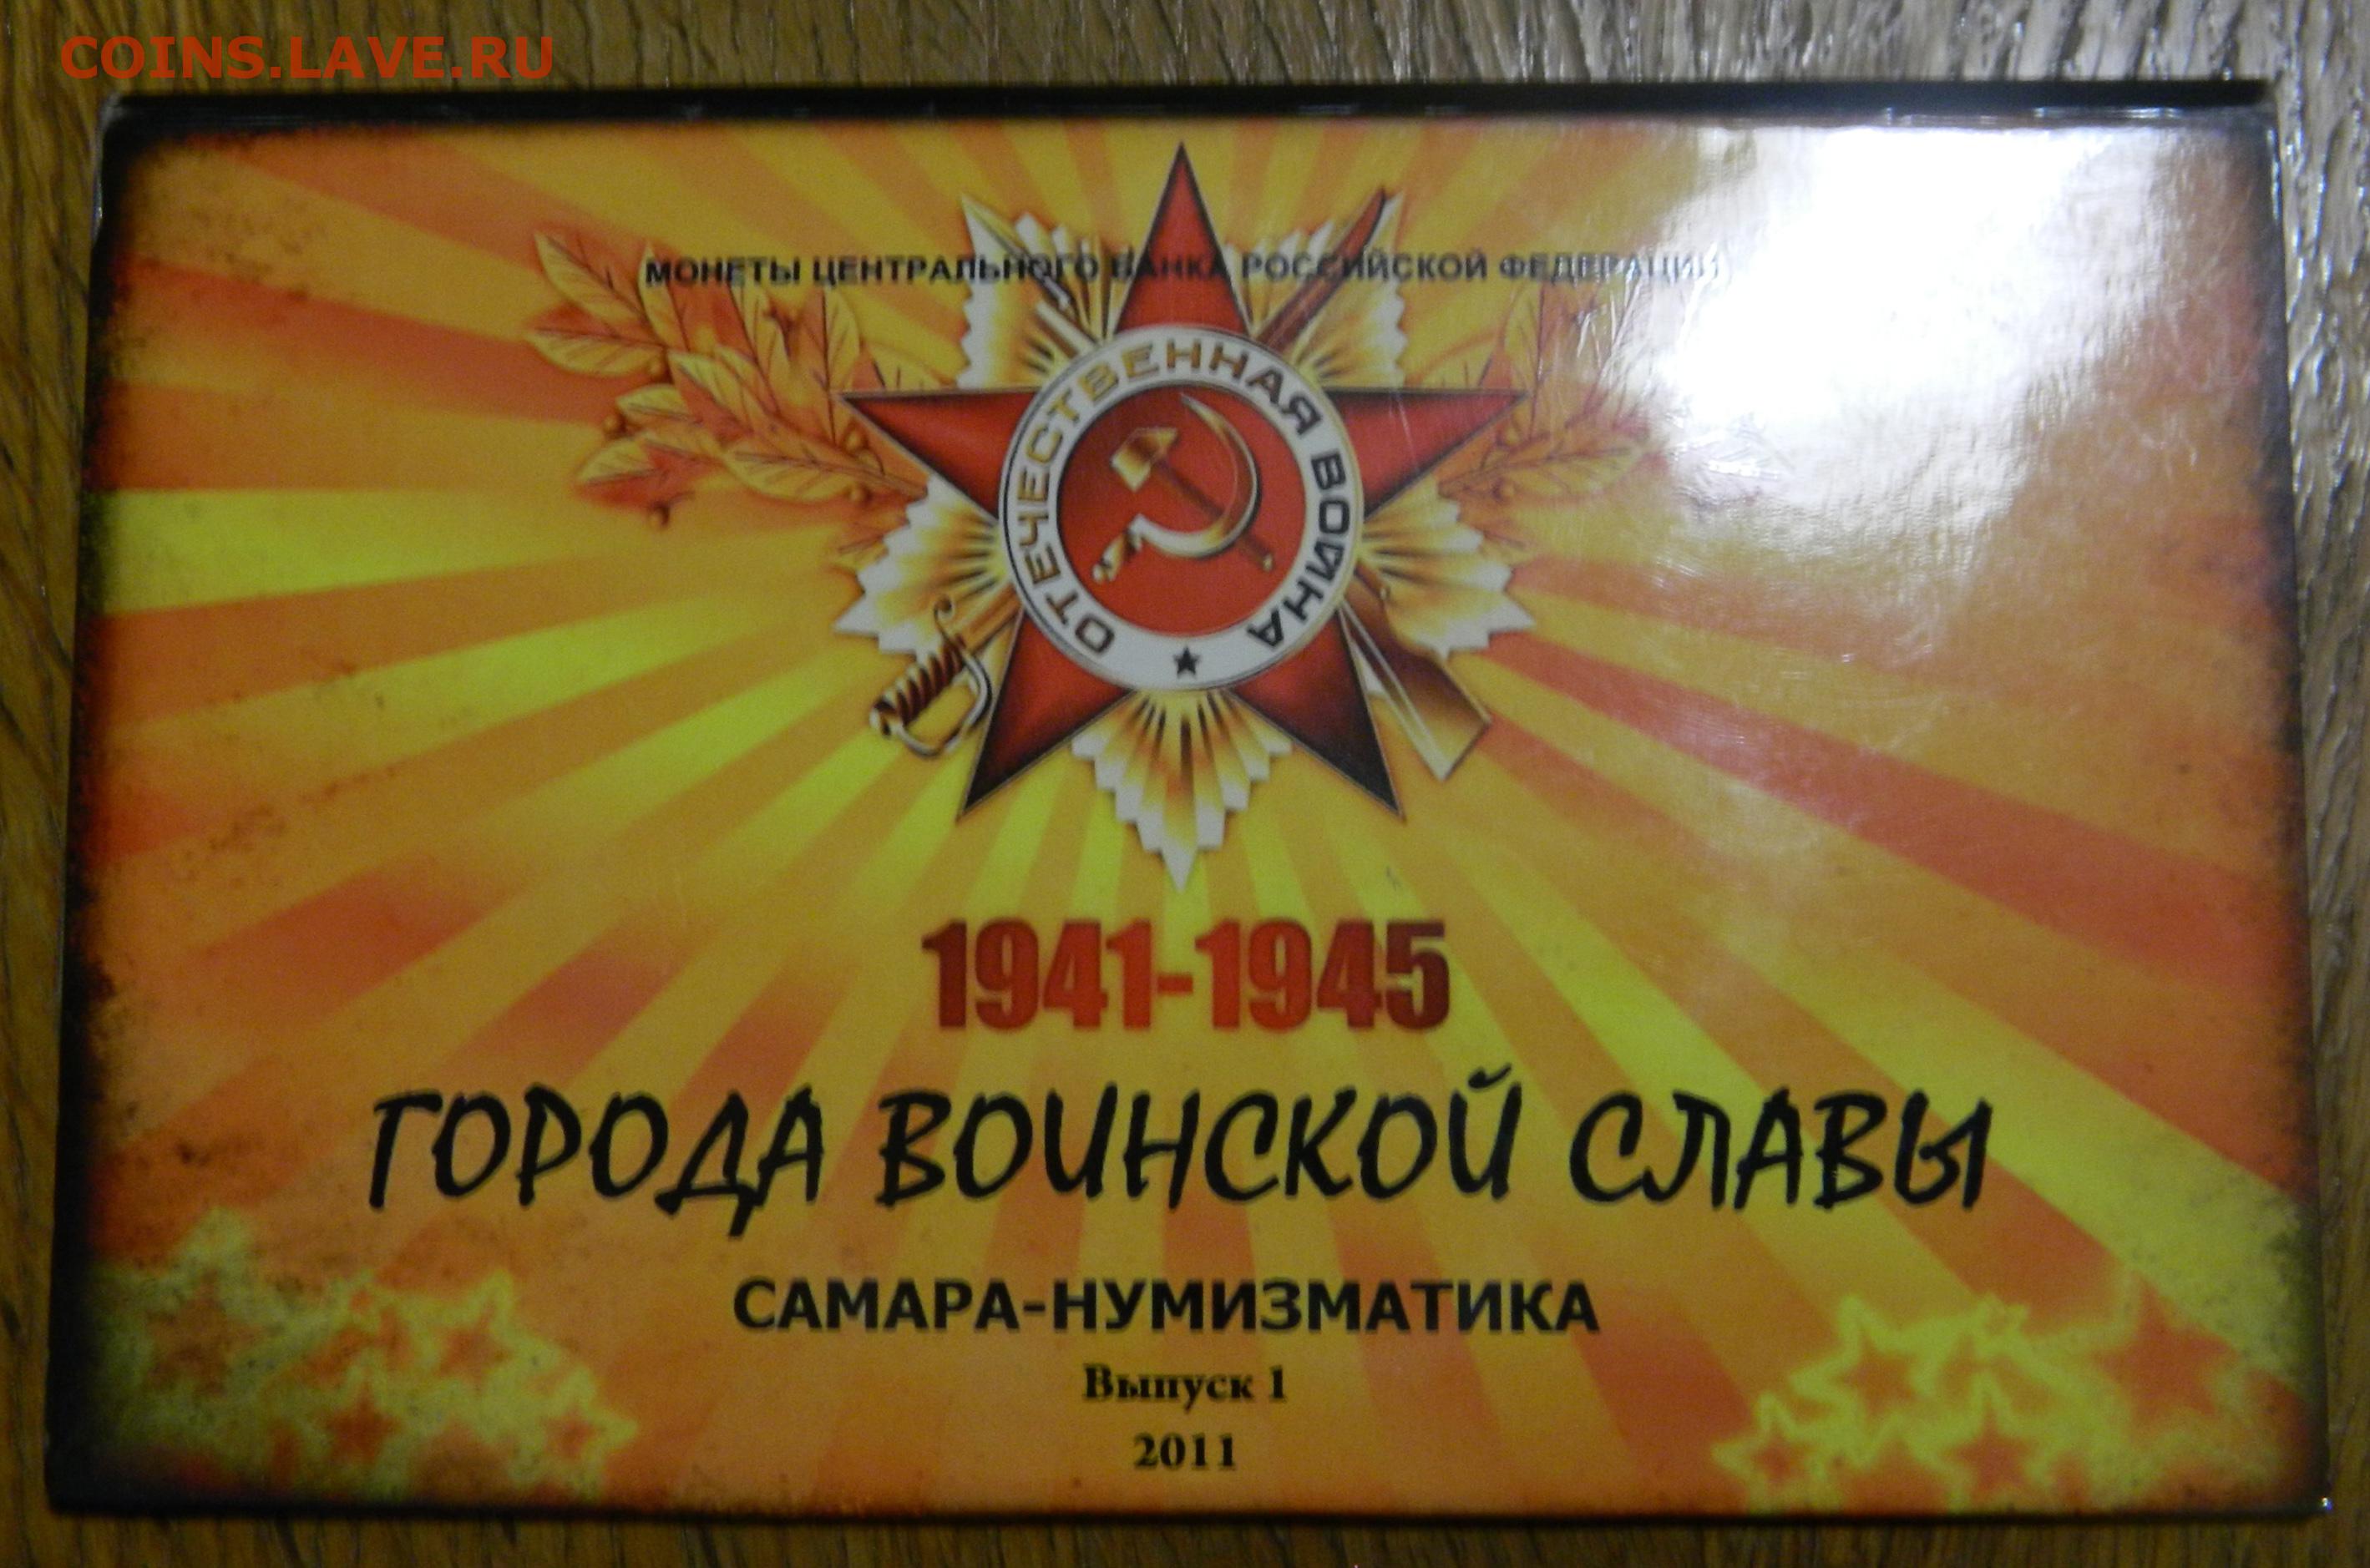 COINS.LAVE.RU
МОНЕТЫ ЦЕНТРАЛЬНОГО БАНКА РОССИЙСКОЙ ФЕДЕРАЦИИ
ОТЕЧЕСТВЕННАЯ ВОЙНА
1941-1945
ГОРОДА ВОИНСКОЙ СЛАВЫ
САМАРА-НУМИЗМАТИКА
Выпуск 1
2011